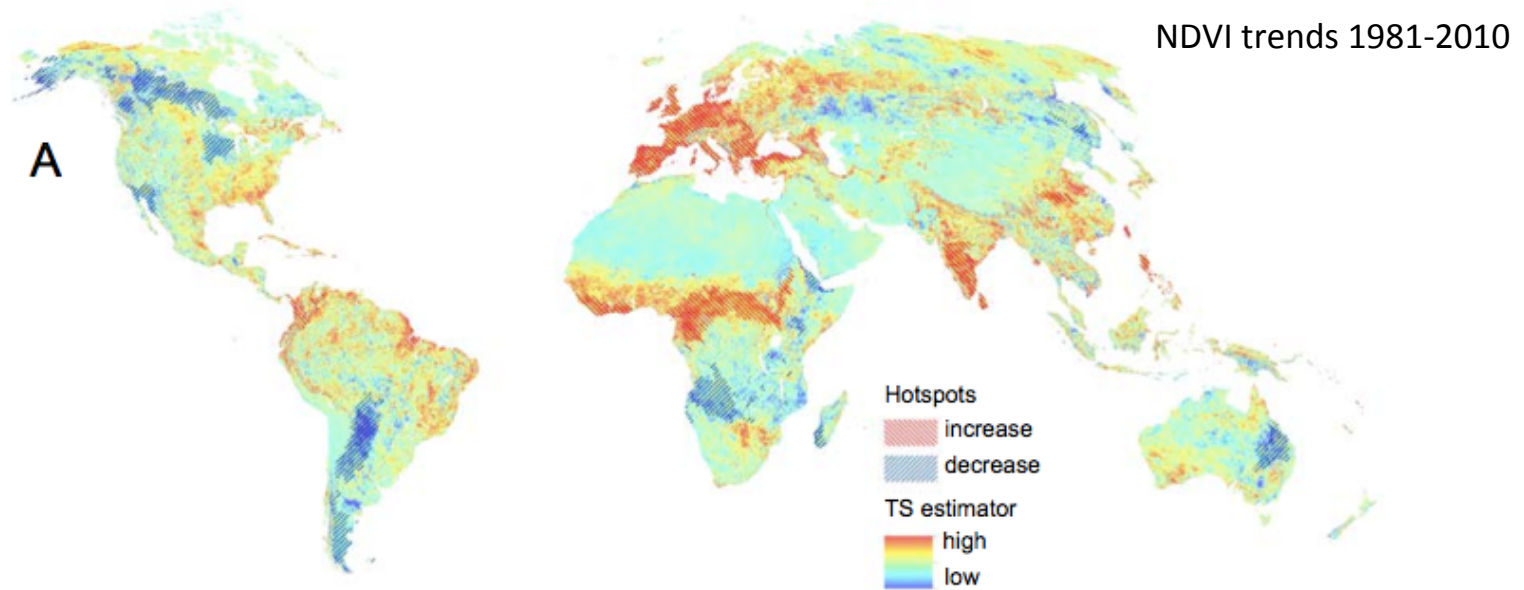 NDVI trends 1981-2010
A
Hotspots
increase
decrease
TS estimator
high
low